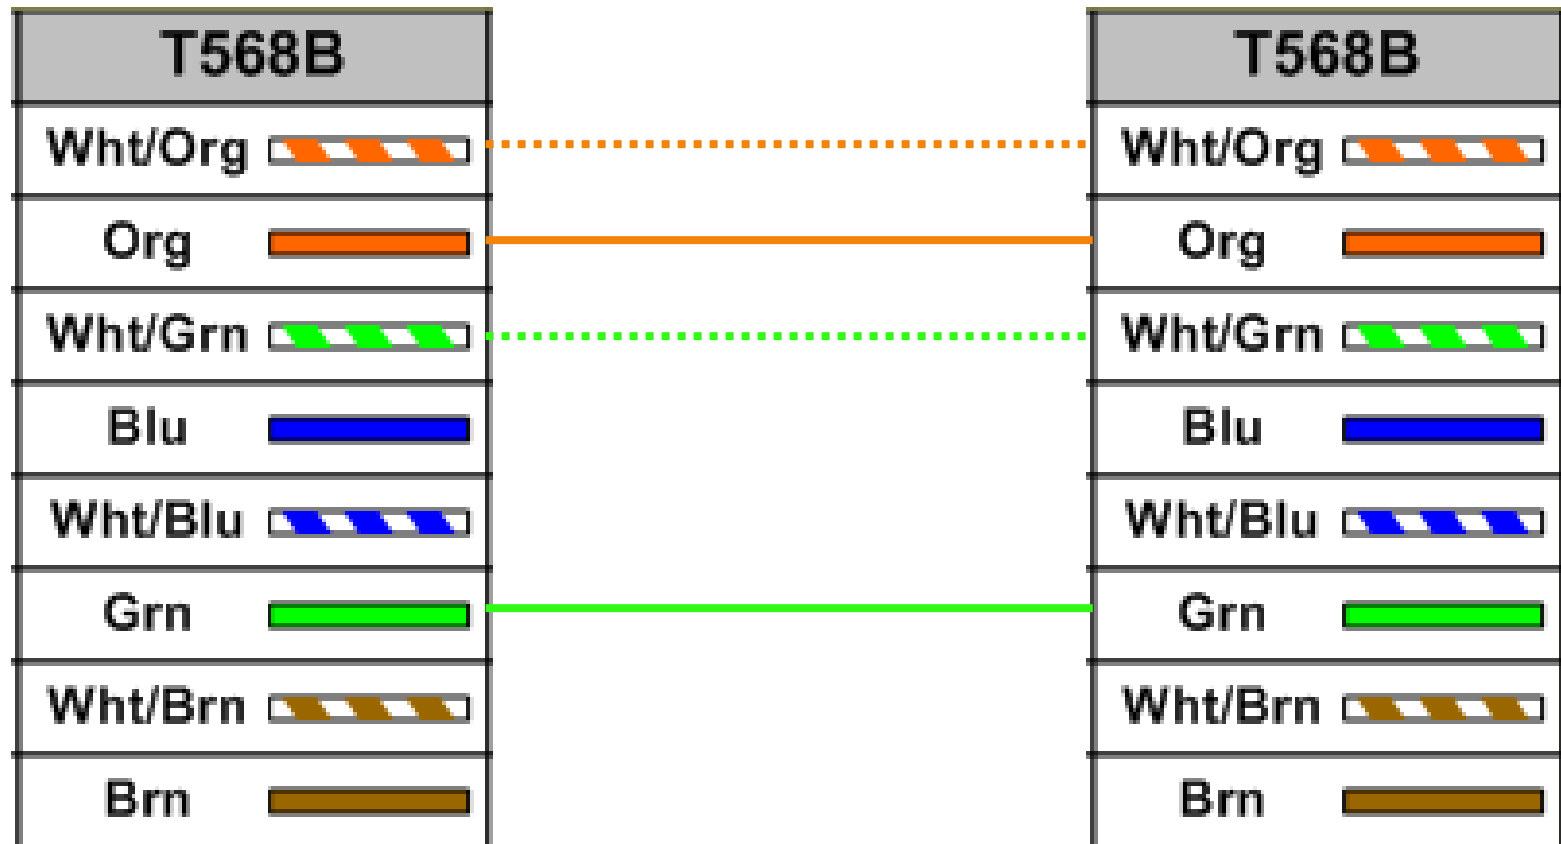 T568B T568B
Wht/Org Wht/Org
Org Org
Wht/Grn Wht/Grn
Blu Blu
Wht/Blu Wht/Blu
Grn Grn
Wht/Brn Wht/Brn
Brn Brn